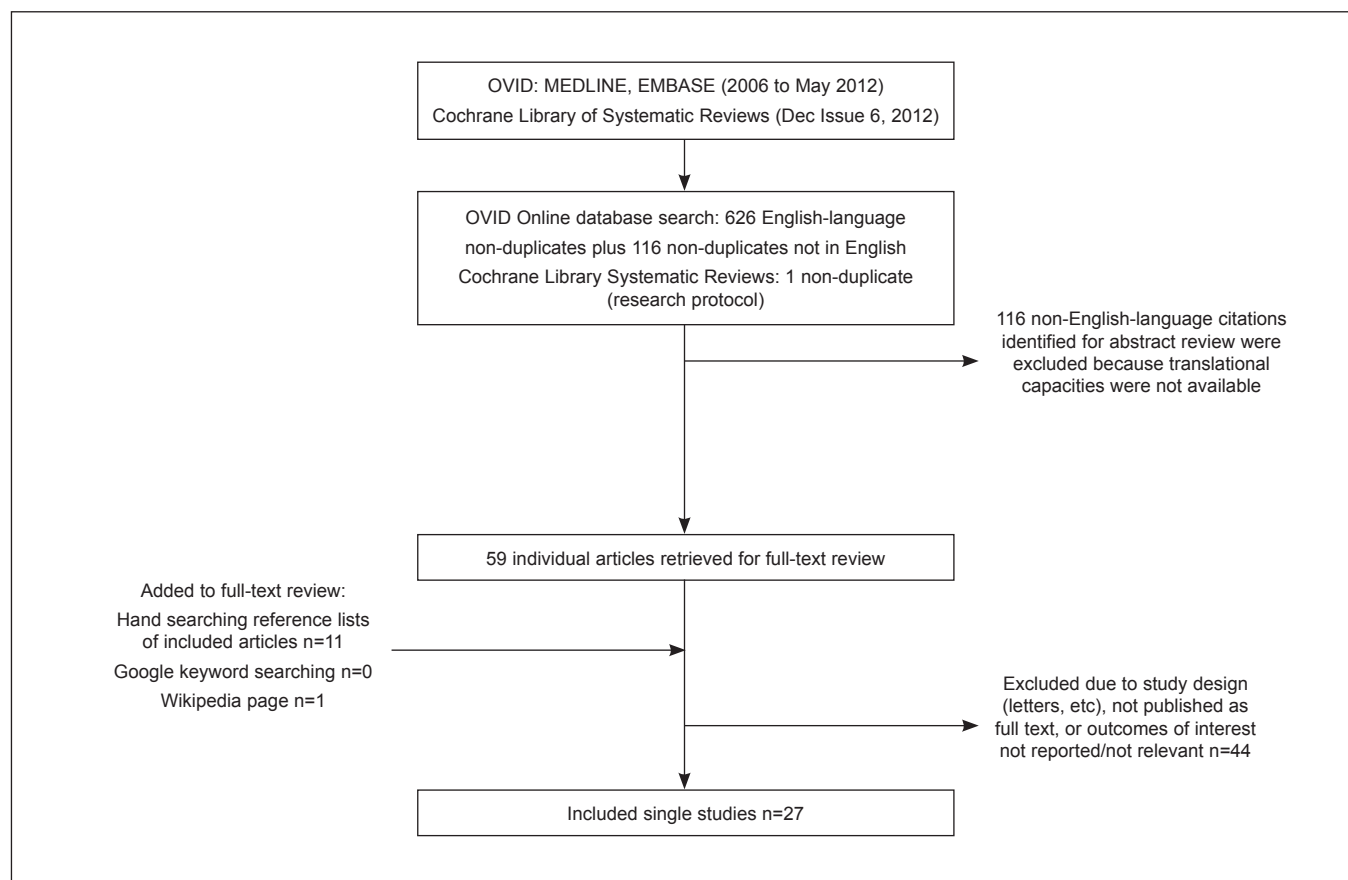 OVID: MEDLINE, EMBASE (2006 to May 2012)
Cochrane Library of Systematic Reviews (Dec Issue 6, 2012)
OVID Online database search: 626 English-language
non-duplicates plus 116 non-duplicates not in English
Cochrane Library Systematic Reviews: 1 non-duplicate
(research protocol)
116 non-English-language citations
identified for abstract review were
excluded because translational
capacities were not available
59 individual articles retrieved for full-text review
Added to full-text review:
Hand searching reference lists
of included articles n=11
Google keyword searching n=0
Wikipedia page n=1
Excluded due to study design
(letters, etc), not published as
full text, or outcomes of interest
not reported/not relevant n=44
Included single studies n=27